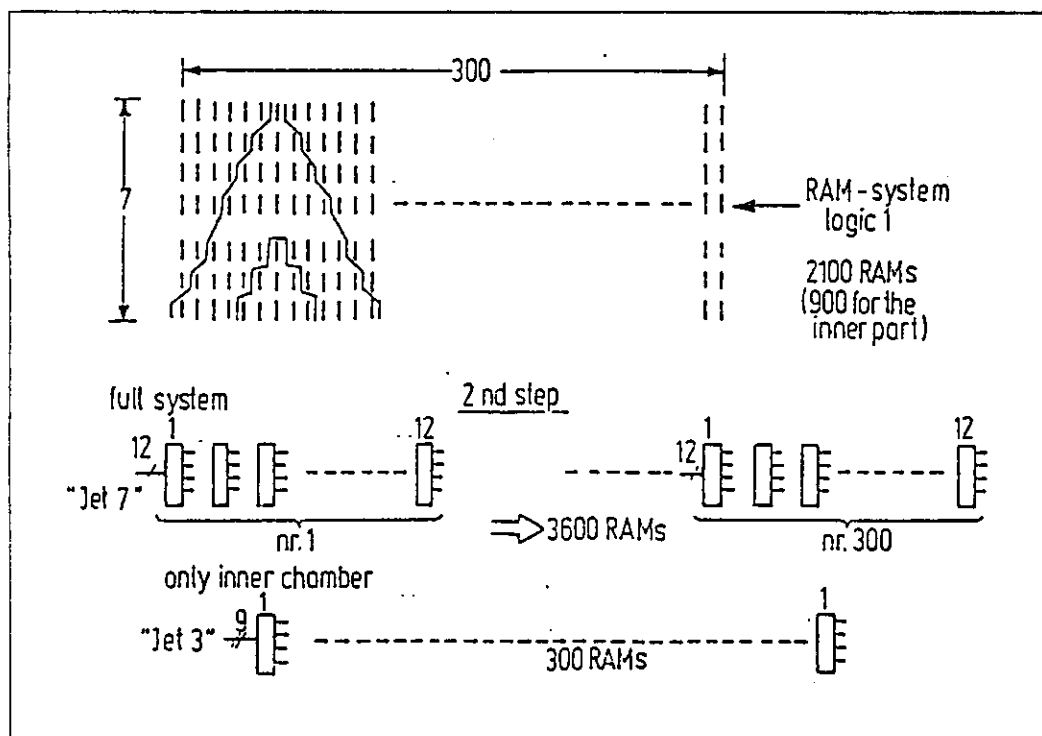 300
7
RAM-system
logic 1
2100 RAMs
(900 for the
inner part)
full system
2 nd step
1
12
1
12
12
12
"Jet 7"
nr. 1
3600 RAMs
nr. 300
only inner chamber
1
1
9
"Jet 3"
300 RAMs